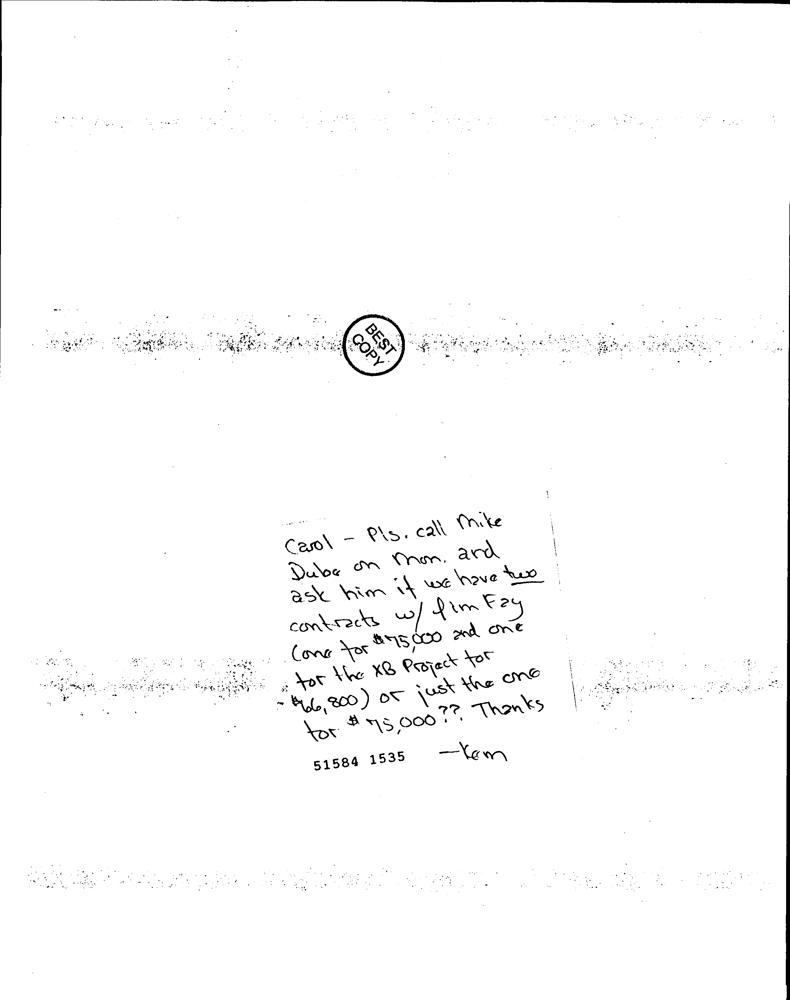 BEST
COPY
Carol - Pls. call Mike
Dube on Mon. and
ask him if we have two
contracts w/ Jim Fay
(one for $75,000 and one
for the XB Project for
$66,800) or just the one
for $75,000?? Thanks
- Kem
51584 1535